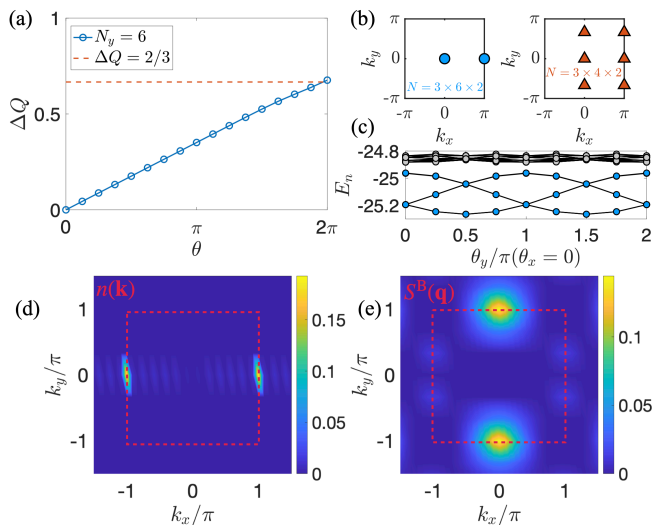 (a)
N_y = 6
ΔQ = 2/3
1
0.5
0
ΔQ
0
π
2π
θ
(b)
π
0
-π
k_y
N = 3 × 6 × 2
0
π
k_x
π
0
-π
k_y
N = 3 × 4 × 2
0
π
k_x
(c)
-24.8
-25
-25.2
E_n
0
0.5
1
1.5
2
θ_y/π(θ_x = 0)
(d)
n(k)
1
0
-1
k_y/π
-1
0
1
k_x/π
0.15
0.1
0.05
0
(e)
S^B(q)
1
0
-1
k_y/π
-1
0
1
k_x/π
0.1
0.05
0